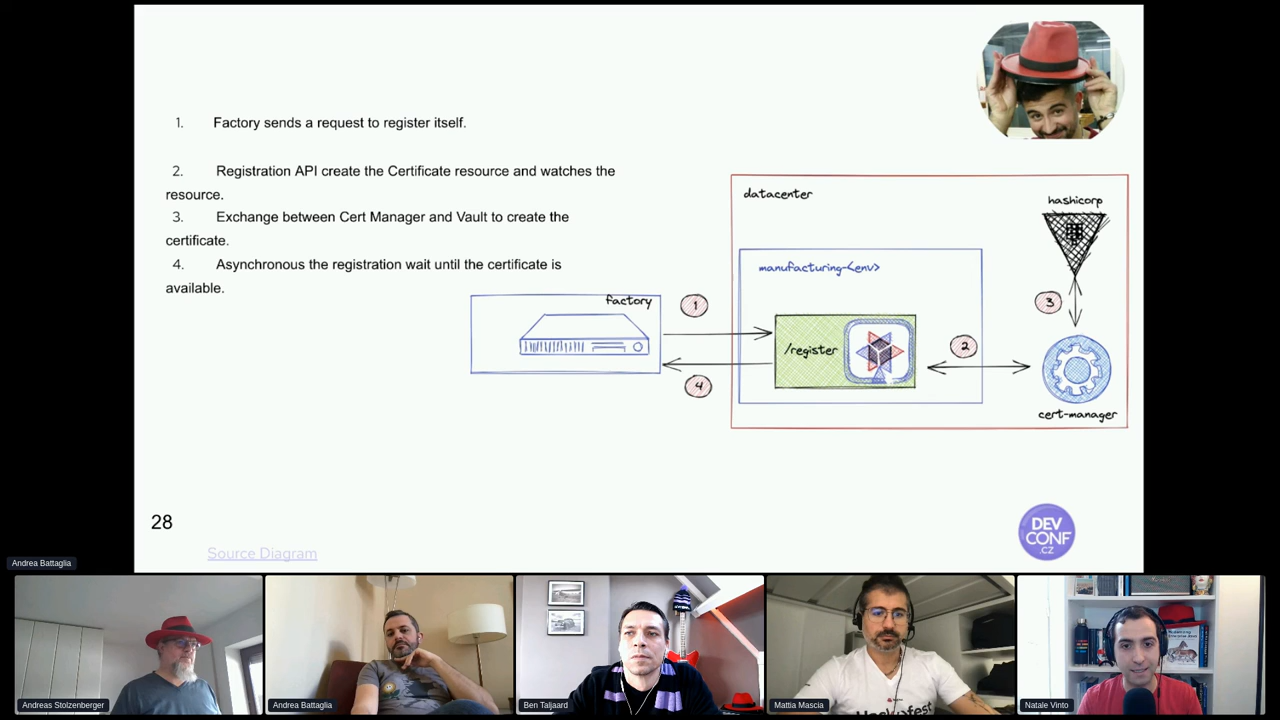 1. Factory sends a request to register itself.
2. Registration API create the Certificate resource and watches the
resource.
3. Exchange between Cert Manager and Vault to create the
certificate.
4. Asynchronous the registration wait until the certificate is
available.
datacenter
hashicorp
manufacturing-<env>
factory
1
3
/register
2
4
cert-manager
28
DEV
CONF
.CZ
Source Diagram
Andrea Battaglia
Andreas Stolzenberger
Andrea Battaglia
Ben Taljaard
Mattia Mascia
Natale Vinto